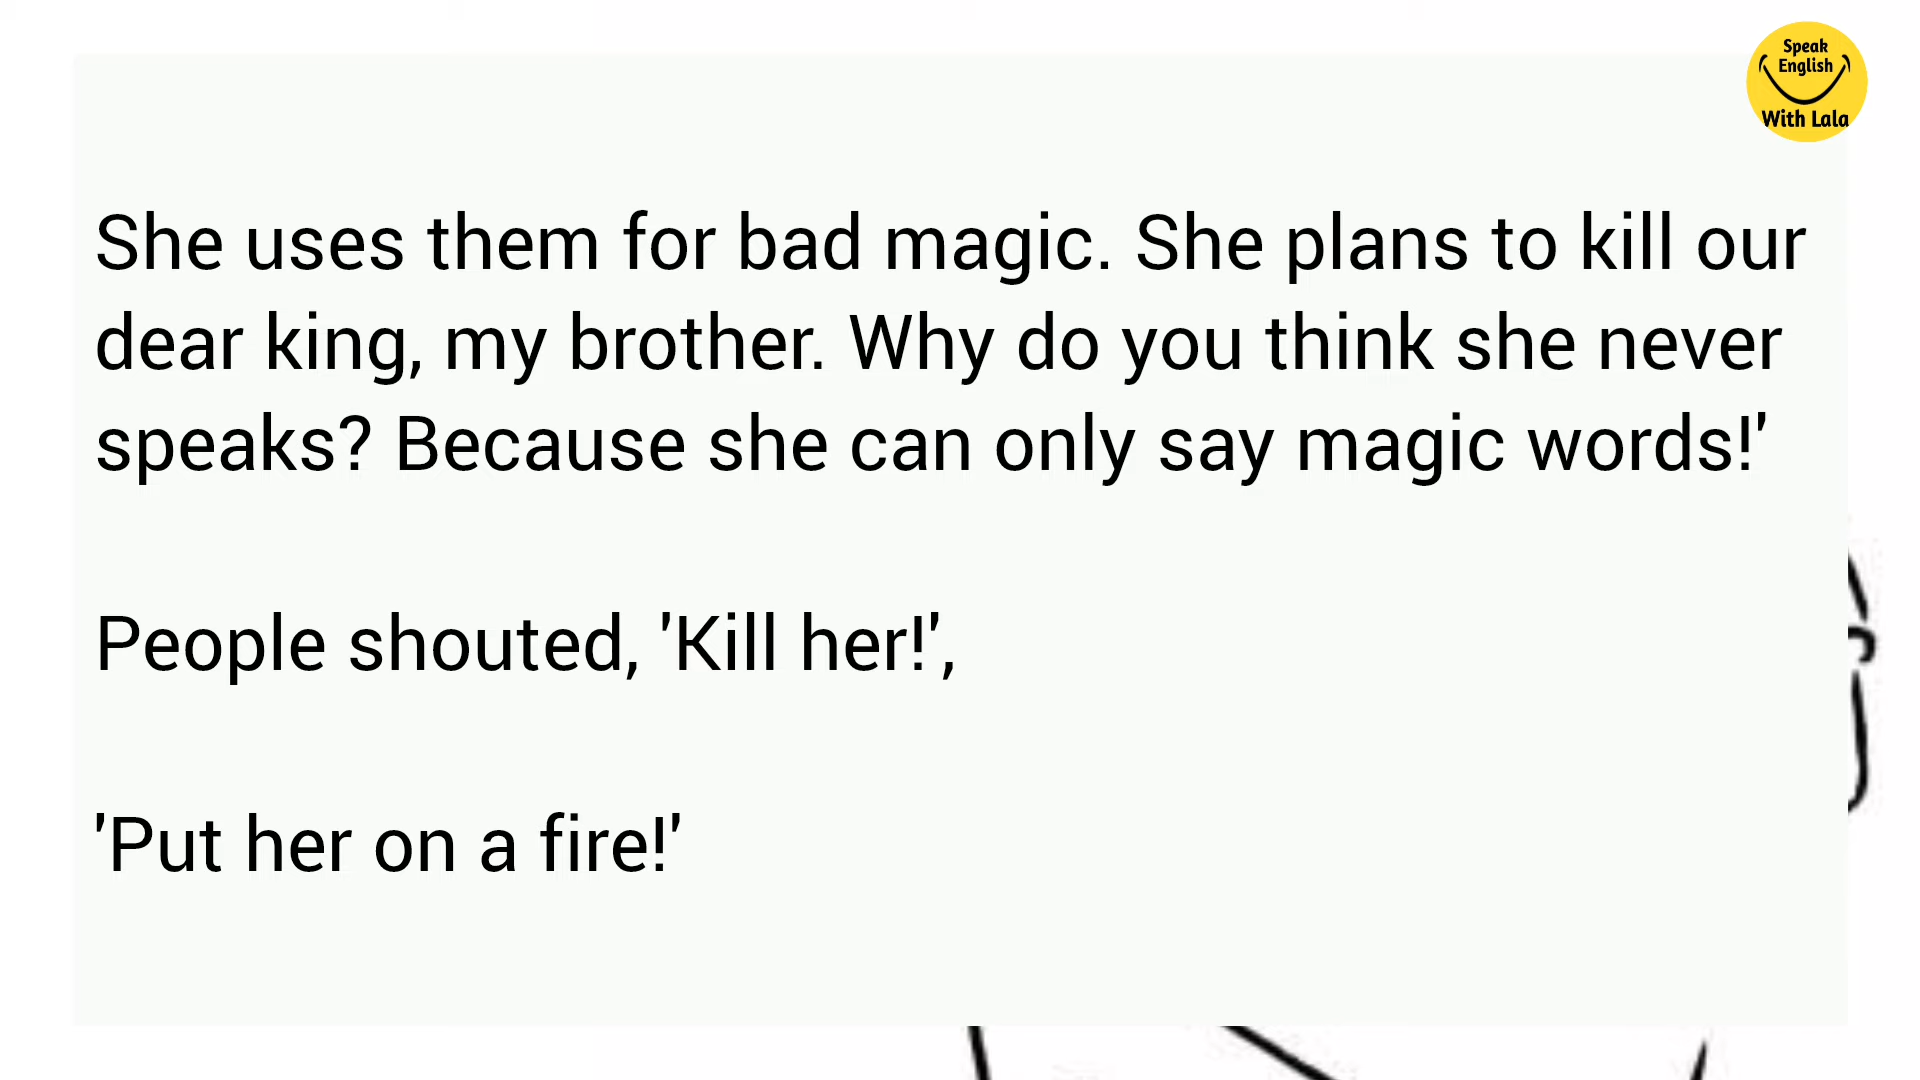 Speak
English
With Lala
She uses them for bad magic. She plans to kill our
dear king, my brother. Why do you think she never
speaks? Because she can only say magic words!'
People shouted, 'Kill her!',
'Put her on a fire!'